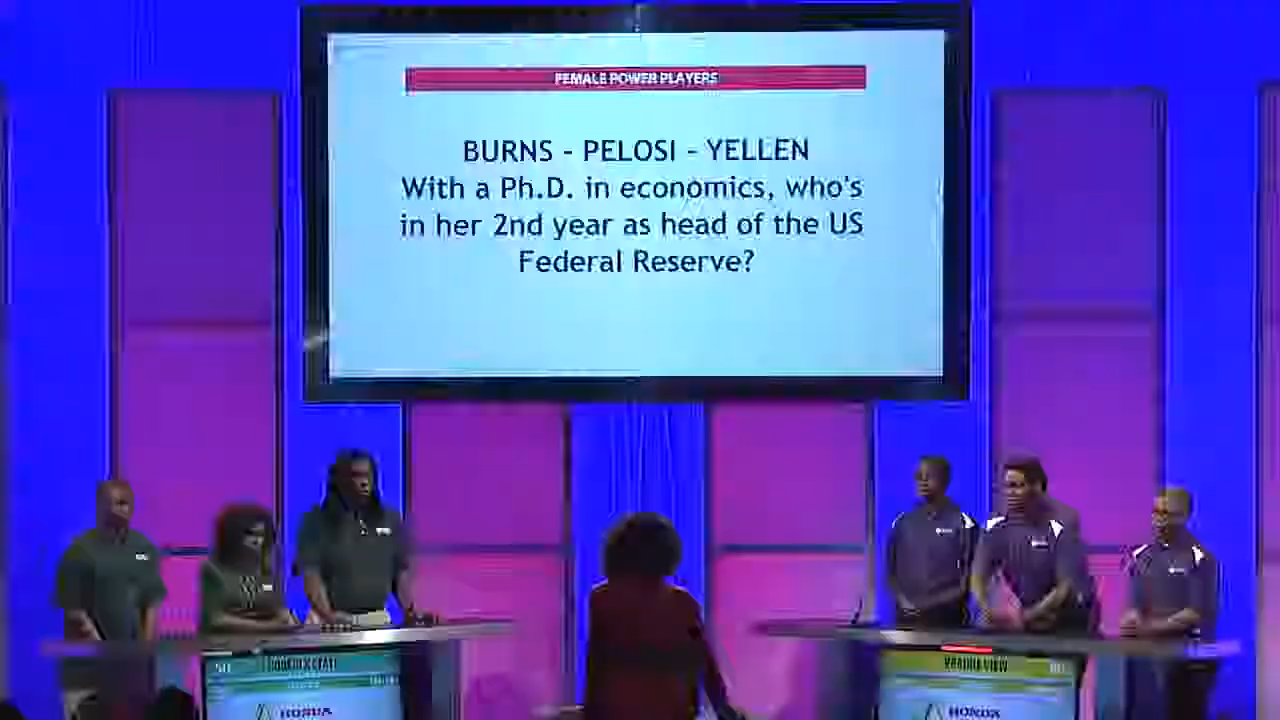 FEMALE POWER PLAYERS
BURNS - PELOSI - YELLEN
With a Ph.D. in economics, who's
in her 2nd year as head of the US
Federal Reserve?
PRAIRIE VIEW
HONDA
HONDA